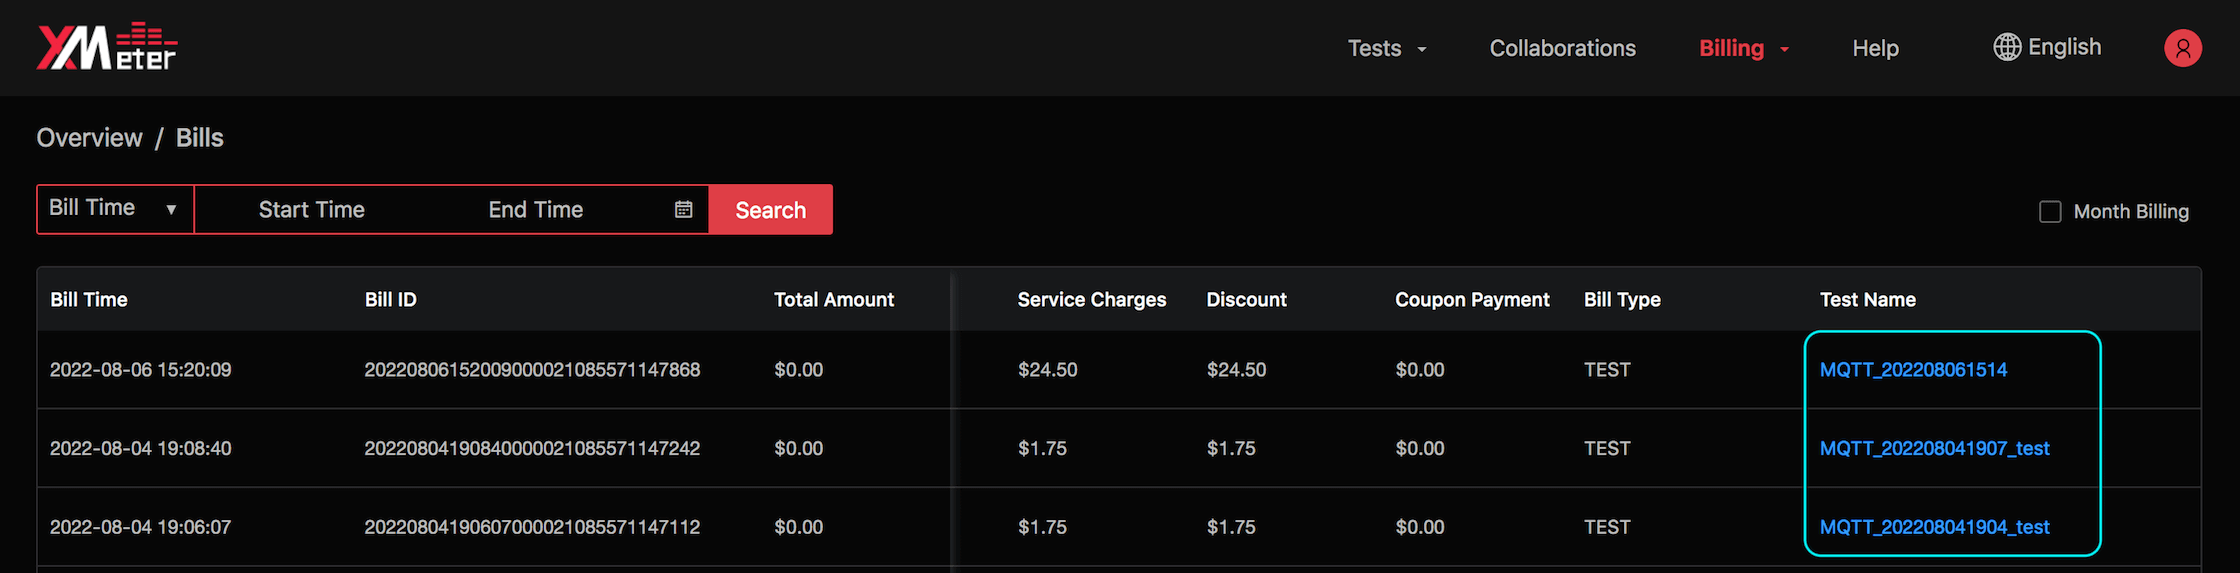 XMeter
Tests Collaborations Billing Help English
Overview / Bills
Bill Time ▼ Start Time End Time Search Month Billing
Bill Time Bill ID Total Amount Service Charges Discount Coupon Payment Bill Type Test Name
2022-08-06 15:20:09 20220806152009000021085571147868 $0.00 $24.50 $24.50 $0.00 TEST MQTT_202208061514
2022-08-04 19:08:40 20220804190840000021085571147242 $0.00 $1.75 $1.75 $0.00 TEST MQTT_202208041907_test
2022-08-04 19:06:07 20220804190607000021085571147112 $0.00 $1.75 $1.75 $0.00 TEST MQTT_202208041904_test